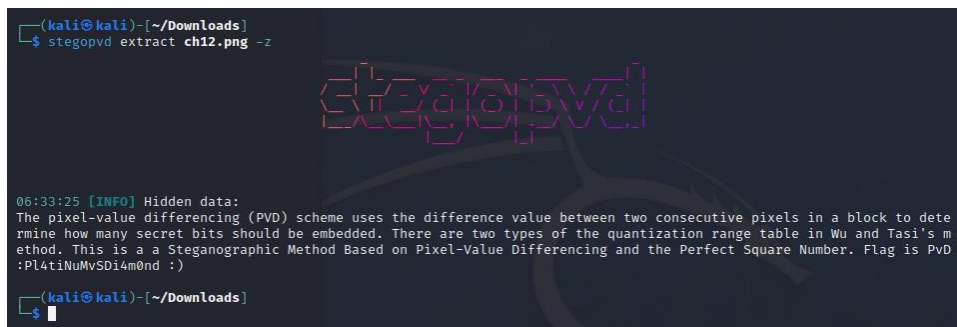 (kali㉿kali)-[~/Downloads]
$ stegopvd extract ch12.png -z
stegopvd
06:33:25 [INFO] Hidden data:
The pixel-value differencing (PVD) scheme uses the difference value between two consecutive pixels in a block to dete
rmine how many secret bits should be embedded. There are two types of the quantization range table in Wu and Tasi's m
ethod. This is a a Steganographic Method Based on Pixel-Value Differencing and the Perfect Square Number. Flag is PvD
:Pl4tiNuMvSDi4m0nd :)
(kali㉿kali)-[~/Downloads]
$